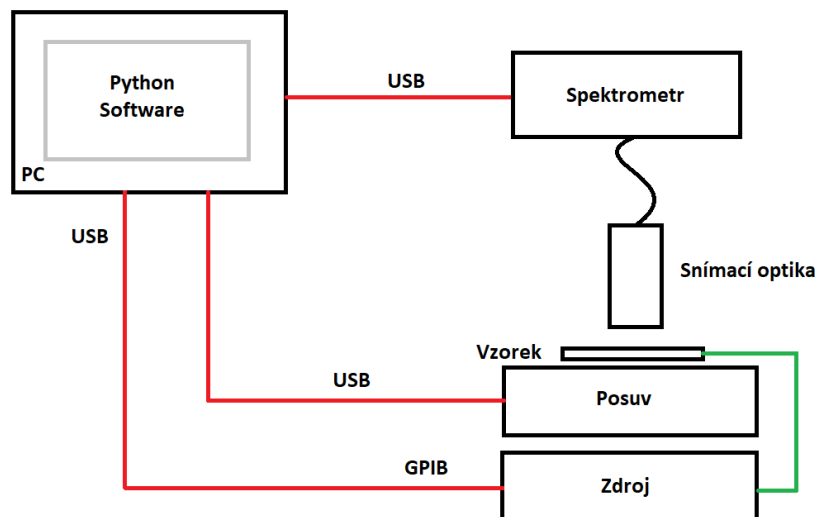 Python
Software
PC
USB
Spektrometr
USB
Snímací optika
Vzorek
USB
Posuv
GPIB
Zdroj